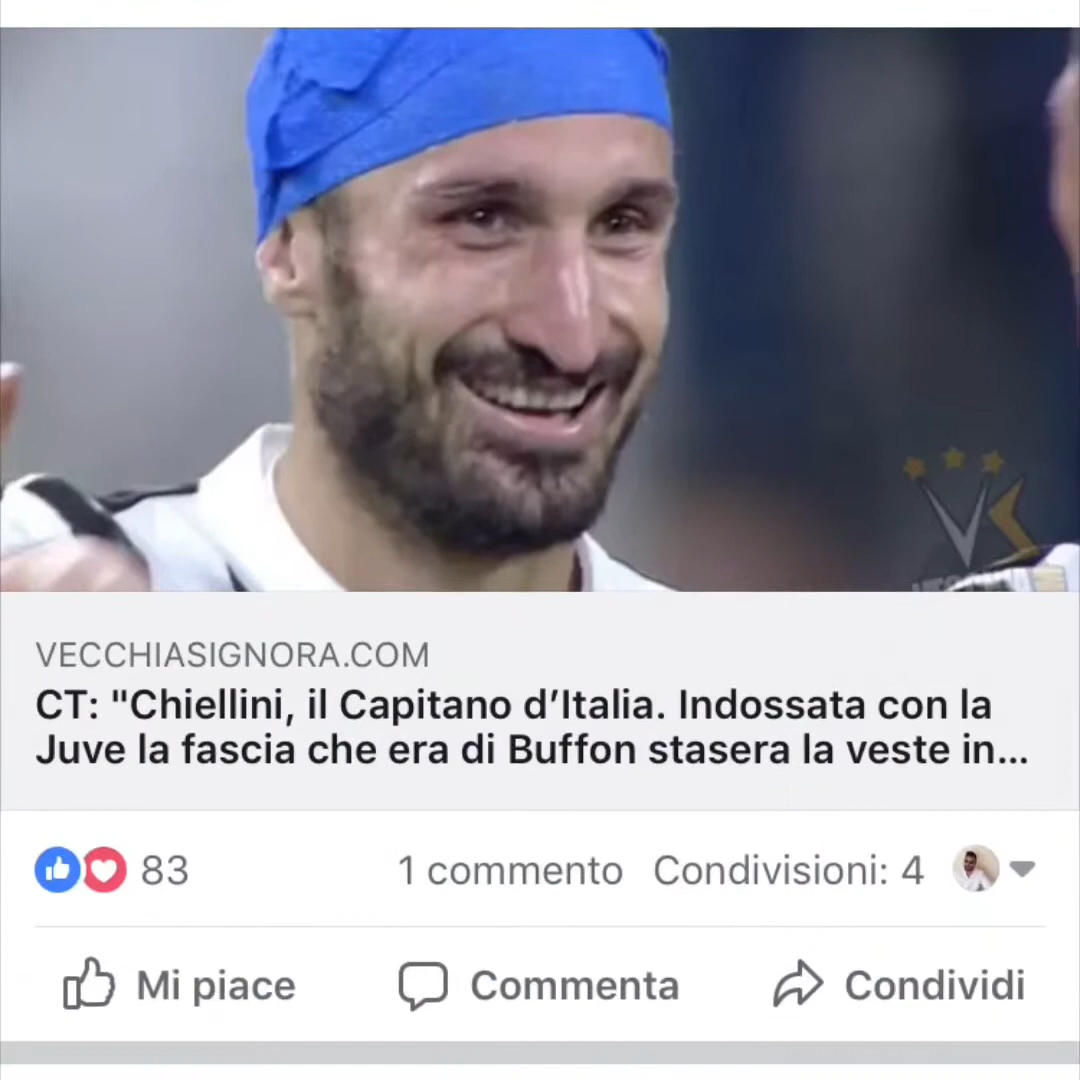 VECCHIASIGNORA.COM
CT: "Chiellini, il Capitano d’Italia. Indossata con la
Juve la fascia che era di Buffon stasera la veste in...
83 1 commento Condivisioni: 4
Mi piace Commenta Condividi